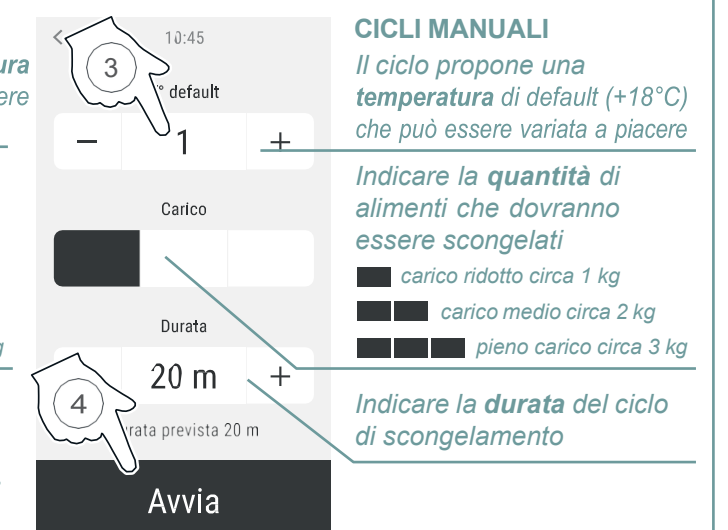 ura
ere
g
<
10:45
3
° default
−
1
+
Carico
Durata
20 m
+
4
rata prevista 20 m
Avvia
CICLI MANUALI
Il ciclo propone una
temperatura di default (+18°C)
che può essere variata a piacere
Indicare la quantità di
alimenti che dovranno
essere scongelati
carico ridotto circa 1 kg
carico medio circa 2 kg
pieno carico circa 3 kg
Indicare la durata del ciclo
di scongelamento